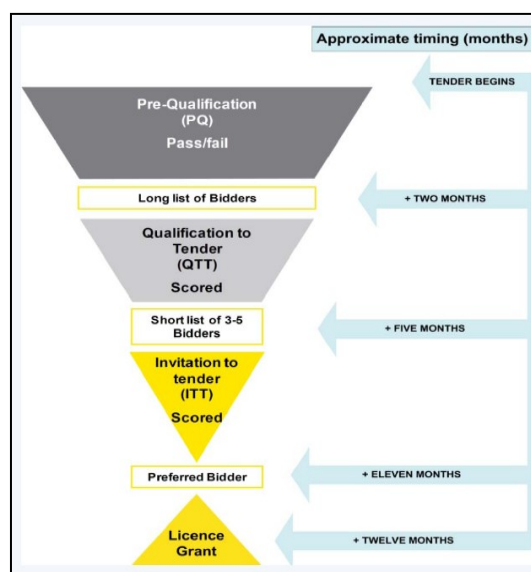 Approximate timing (months)
TENDER BEGINS
Pre-Qualification
(PQ)
Pass/fail
Long list of Bidders
+ TWO MONTHS
Qualification to
Tender
(QTT)
Scored
Short list of 3-5
Bidders
+ FIVE MONTHS
Invitation to
tender
(ITT)
Scored
Preferred Bidder
+ ELEVEN MONTHS
Licence
Grant
+ TWELVE MONTHS